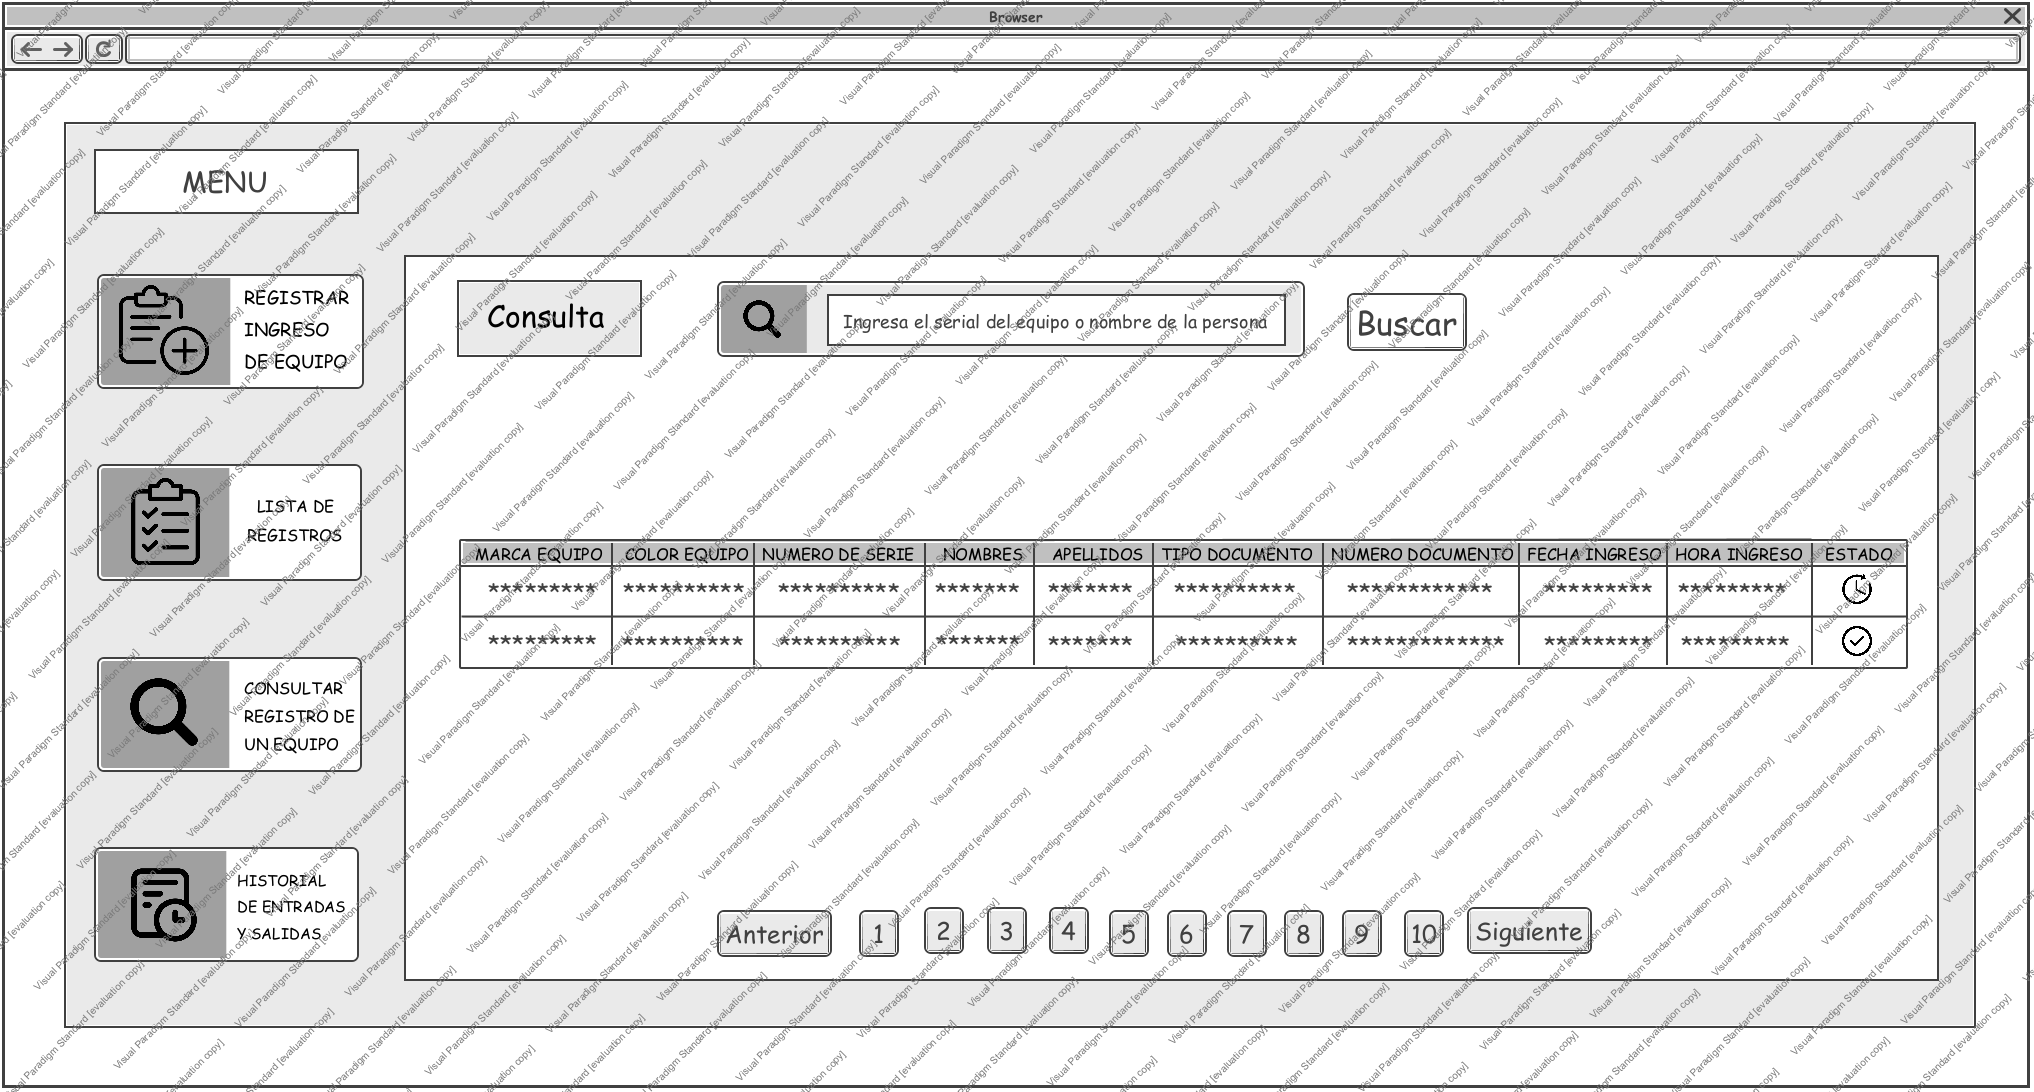 Browser
MENU
REGISTRAR
INGRESO
DE EQUIPO
LISTA DE
REGISTROS
CONSULTAR
REGISTRO DE
UN EQUIPO
HISTORIAL
DE ENTRADAS
Y SALIDAS
Consulta
Ingresa el serial del equipo o nombre de la persona
Buscar
MARCA EQUIPO COLOR EQUIPO NUMERO DE SERIE NOMBRES APELLIDOS TIPO DOCUMENTO NUMERO DOCUMENTO FECHA INGRESO HORA INGRESO ESTADO
********* ********** ********** ******* ******* ********** ************ ********* *********
********* ********** ********** ******* ******* ********** ************* ********* *********
Anterior 1 2 3 4 5 6 7 8 9 10 Siguiente
Visual Paradigm Standard [evaluation copy]